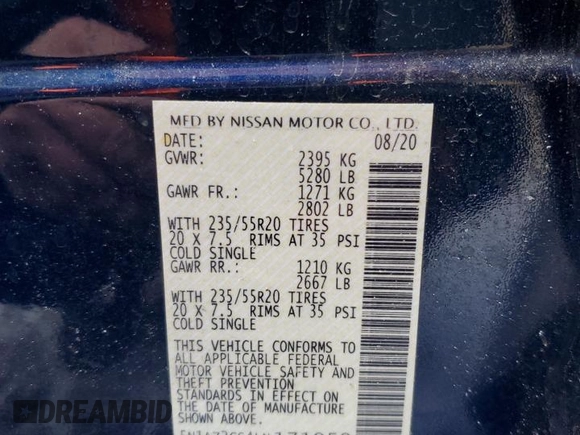 MFD BY NISSAN MOTOR CO., LTD.
DATE: 08/20
GVWR: 2395 KG
5280 LB
GAWR FR.: 1271 KG
2802 LB
WITH 235/55R20 TIRES
20 X 7.5 RIMS AT 35 PSI
COLD SINGLE
GAWR RR.: 1210 KG
2667 LB
WITH 235/55R20 TIRES
20 X 7.5 RIMS AT 35 PSI
COLD SINGLE
THIS VEHICLE CONFORMS TO
ALL APPLICABLE FEDERAL
MOTOR VEHICLE SAFETY AND
THEFT PREVENTION
STANDARDS IN EFFECT ON
THE DATE OF MANUFACTURE
SHOWN ABOVE.
AUTOBIDCAR